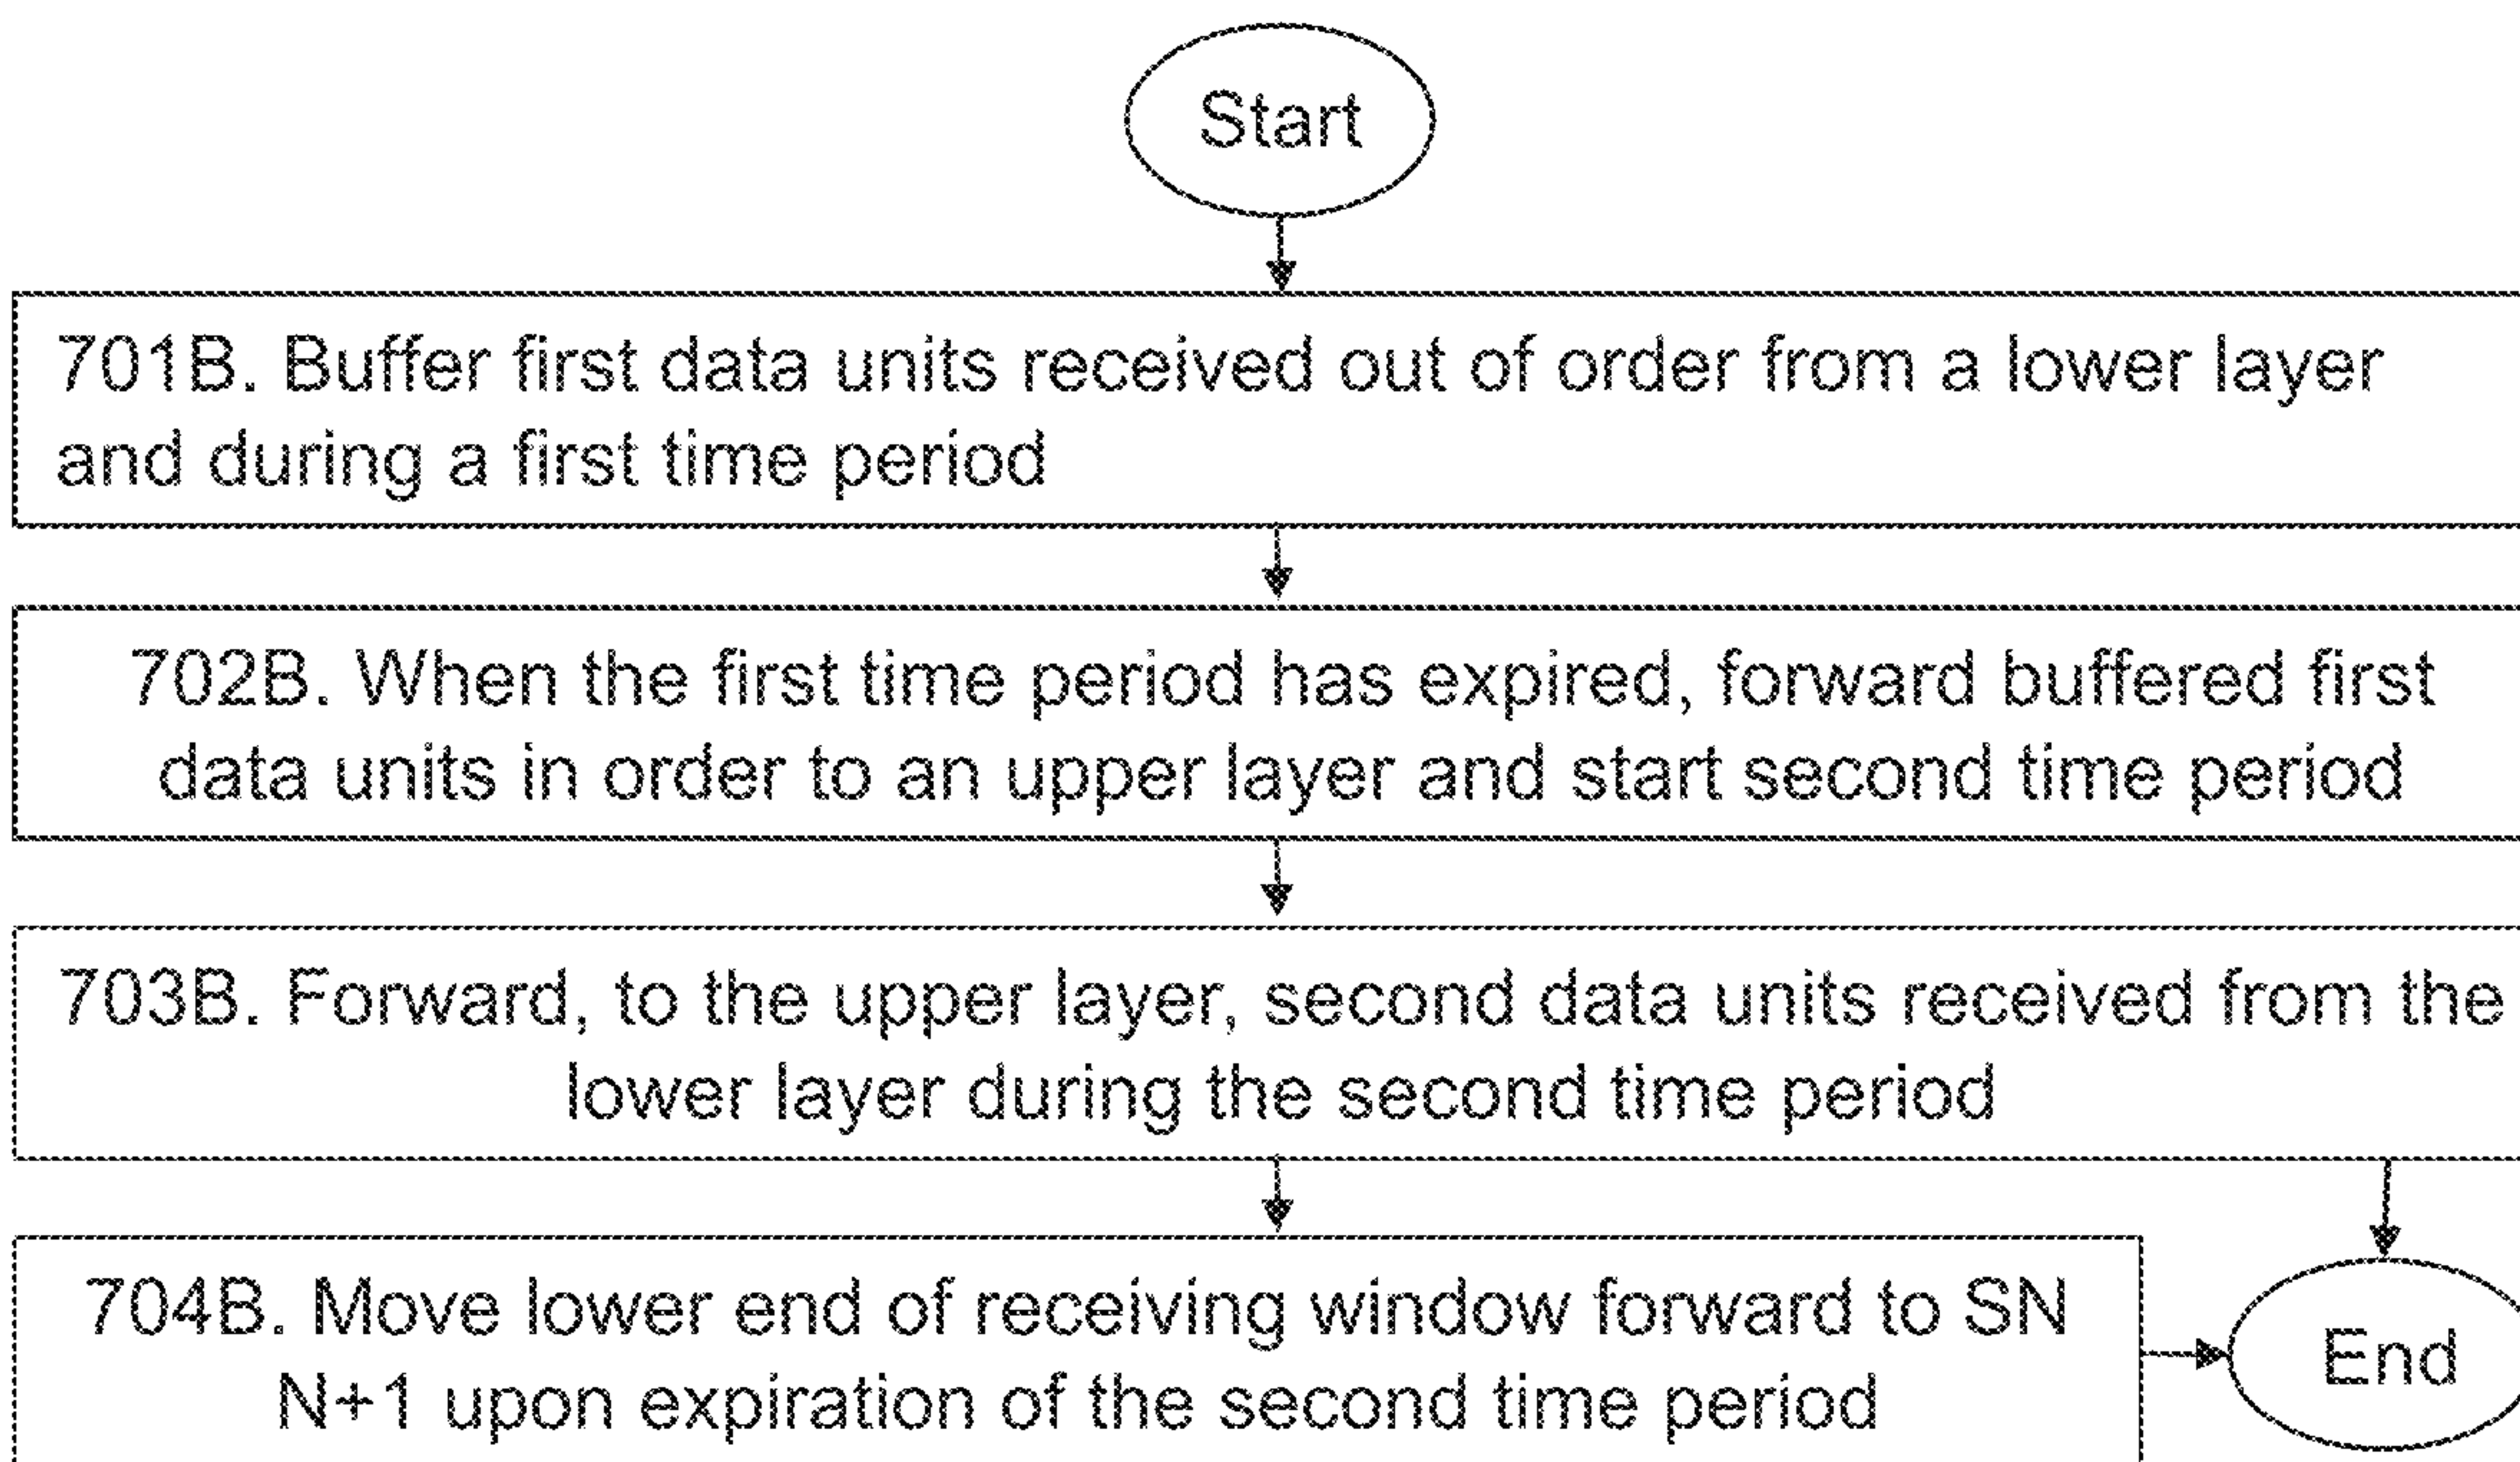 Start
701B. Buffer first data units received out of order from a lower layer
and during a first time period
702B. When the first time period has expired, forward buffered first
data units in order to an upper layer and start second time period
703B. Forward, to the upper layer, second data units received from the
lower layer during the second time period
704B. Move lower end of receiving window forward to SN
N+1 upon expiration of the second time period
End